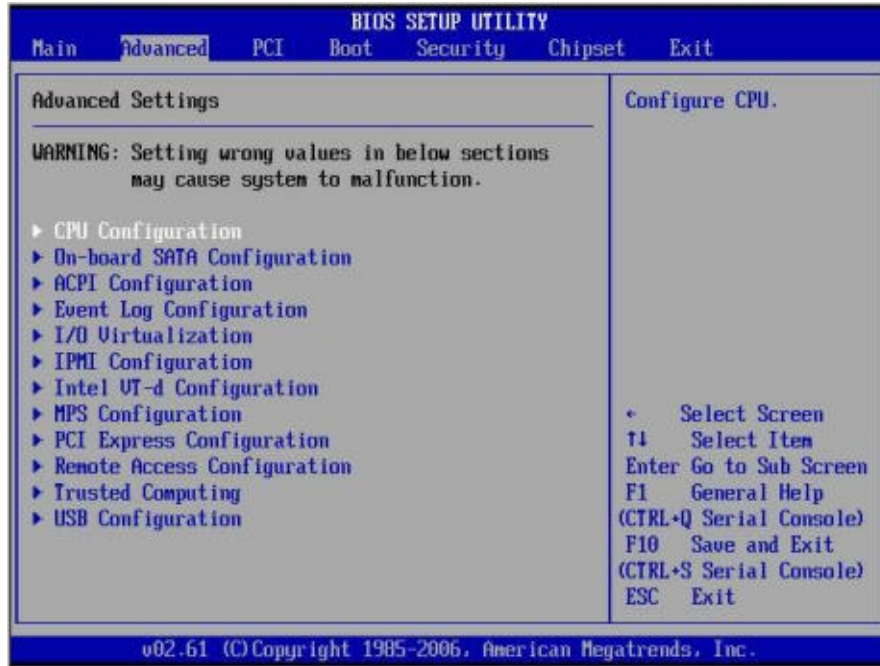 BIOS SETUP UTILITY
Main Advanced PCI Boot Security Chipset Exit
Advanced Settings
WARNING: Setting wrong values in below sections
may cause system to malfunction.
▶ CPU Configuration
▶ On-board SATA Configuration
▶ ACPI Configuration
▶ Event Log Configuration
▶ I/O Virtualization
▶ IPMI Configuration
▶ Intel VT-d Configuration
▶ MPS Configuration
▶ PCI Express Configuration
▶ Remote Access Configuration
▶ Trusted Computing
▶ USB Configuration
Configure CPU.
← Select Screen
↑↓ Select Item
Enter Go to Sub Screen
F1 General Help
(CTRL+Q Serial Console)
F10 Save and Exit
(CTRL+S Serial Console)
ESC Exit
v02.61 (C)Copyright 1985-2006, American Megatrends, Inc.